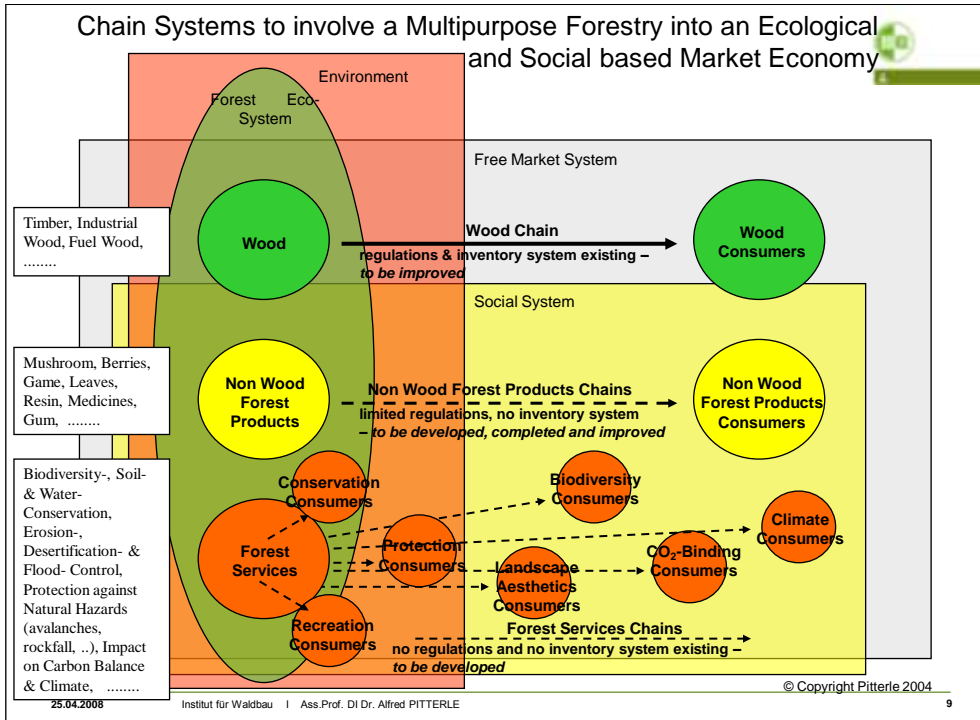 Chain Systems to involve a Multipurpose Forestry into an Ecological
and Social based Market Economy
Environment
Forest Eco-
System
Free Market System
Timber, Industrial
Wood, Fuel Wood,
........
Wood
Wood Chain
regulations & inventory system existing –
to be improved
Wood
Consumers
Social System
Mushroom, Berries,
Game, Leaves,
Resin, Medicines,
Gum, ........
Non Wood
Forest
Products
Non Wood Forest Products Chains
limited regulations, no inventory system
– to be developed, completed and improved
Non Wood
Forest Products
Consumers
Biodiversity-, Soil-
& Water-
Conservation,
Erosion-,
Desertification- &
Flood- Control,
Protection against
Natural Hazards
(avalanches,
rockfall, ..), Impact
on Carbon Balance
& Climate, ........
Conservation
Consumers
Forest
Services
Protection
Consumers
Recreation
Consumers
Biodiversity
Consumers
Landscape
Aesthetics
Consumers
CO₂-Binding
Consumers
Climate
Consumers
Forest Services Chains
no regulations and no inventory system existing –
to be developed
© Copyright Pitterle 2004
25.04.2008 Institut für Waldbau I Ass.Prof. DI Dr. Alfred PITTERLE 9